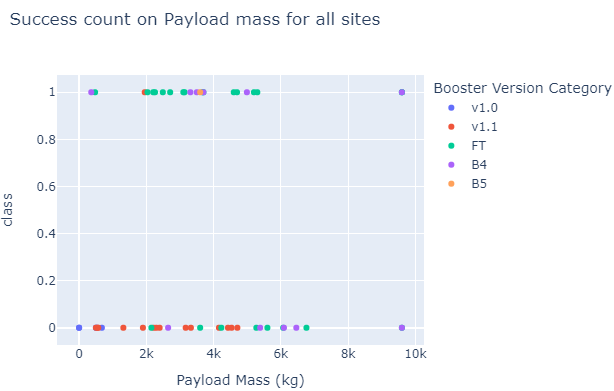 Success count on Payload mass for all sites
1
0.8
0.6
0.4
0.2
0
class
0 2k 4k 6k 8k 10k
Payload Mass (kg)
Booster Version Category
v1.0
v1.1
FT
B4
B5